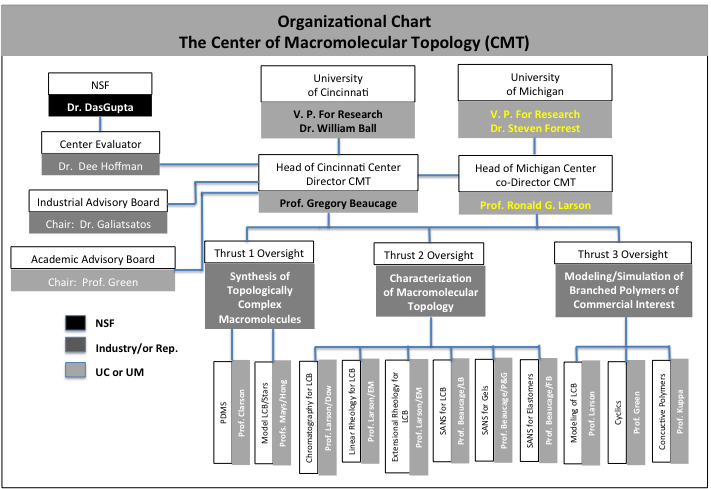 Organizational Chart
The Center of Macromolecular Topology (CMT)
NSF
Dr. DasGupta
Center Evaluator
Dr. Dee Hoffman
Industrial Advisory Board
Chair: Dr. Galiatsatos
Academic Advisory Board
Chair: Prof. Green
University
of Cincinnati
V. P. For Research
Dr. William Ball
Head of Cincinnati Center
Director CMT
Prof. Gregory Beaucage
University
of Michigan
V. P. For Research
Dr. Steven Forrest
Head of Michigan Center
co-Director CMT
Prof. Ronald G. Larson
Thrust 1 Oversight
Synthesis of
Topologically
Complex
Macromolecules
Thrust 2 Oversight
Characterization
of Macromolecular
Topology
Thrust 3 Oversight
Modeling/Simulation of
Branched Polymers of
Commercial Interest
NSF
Industry/or Rep.
UC or UM
PDMS
Prof. Clarson
Model LCB/Stars
Profs. Mays/Hong
Chromatography for LCB
Prof. Larson/Dow
Linear Rheology for LCB
Prof. Larson/EM
Extensional Rheology for
LCB
Prof. Larson/EM
SANS for LCB
Prof. Beaucage/LB
SANS for Gels
Prof. Beaucage/P&G
SANS for Elastomers
Prof. Beaucage/FB
Modeling of LCB
Prof. Larson
Cyclics
Prof. Green
Concuctive Polymers
Prof. Kuppa